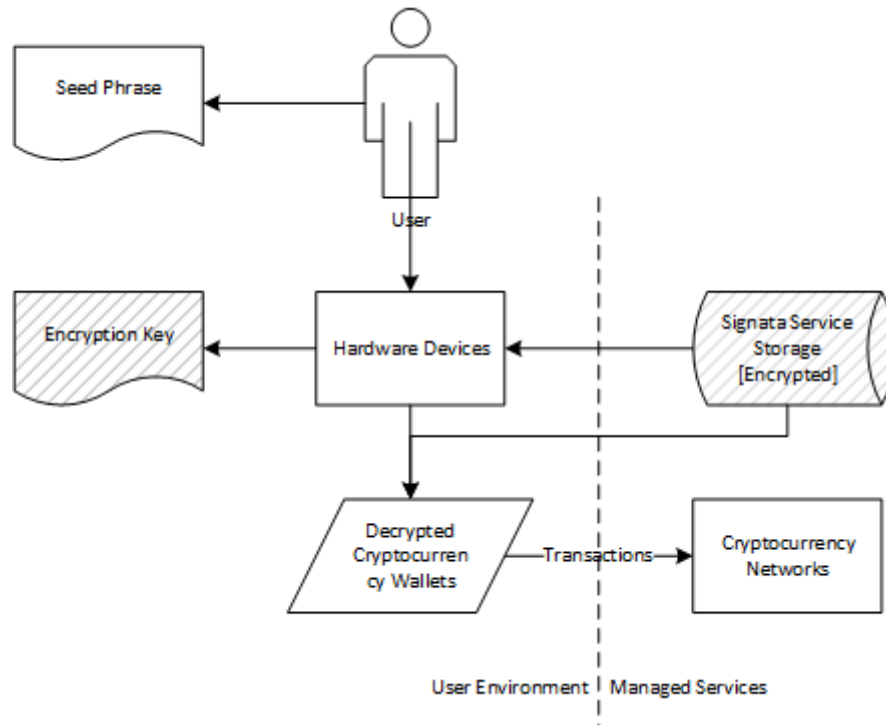 Seed Phrase
User
Encryption Key
Hardware Devices
Signata Service
Storage
[Encrypted]
Decrypted
Cryptocurren
cy Wallets
Transactions
Cryptocurrency
Networks
User Environment
Managed Services